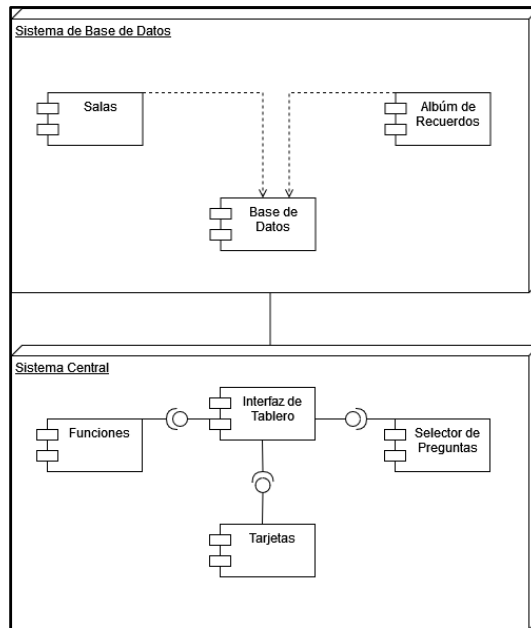 Sistema de Base de Datos
Salas
Albúm de
Recuerdos
Base de
Datos
Sistema Central
Funciones
Interfaz de
Tablero
Selector de
Preguntas
Tarjetas